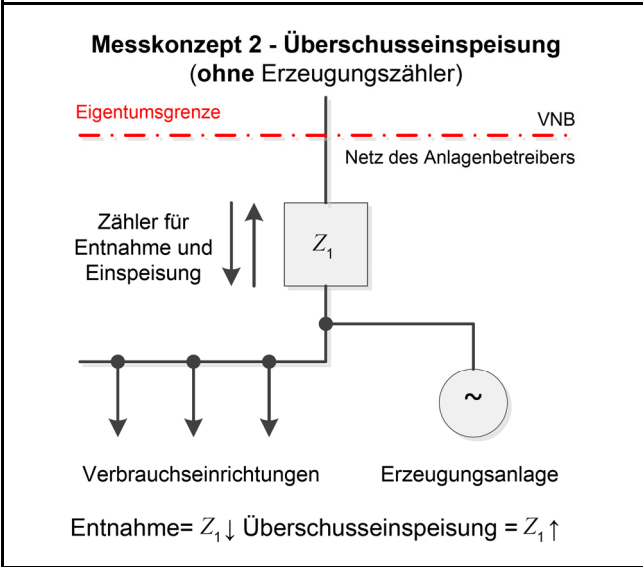 Messkonzept 2 - Überschusseinspeisung
(ohne Erzeugungszähler)
Eigentumsgrenze
VNB
Netz des Anlagenbetreibers
Zähler für
Entnahme und
Einspeisung
Z1
~
Verbrauchseinrichtungen
Erzeugungsanlage
Entnahme= Z1↓ Überschusseinspeisung = Z1↑